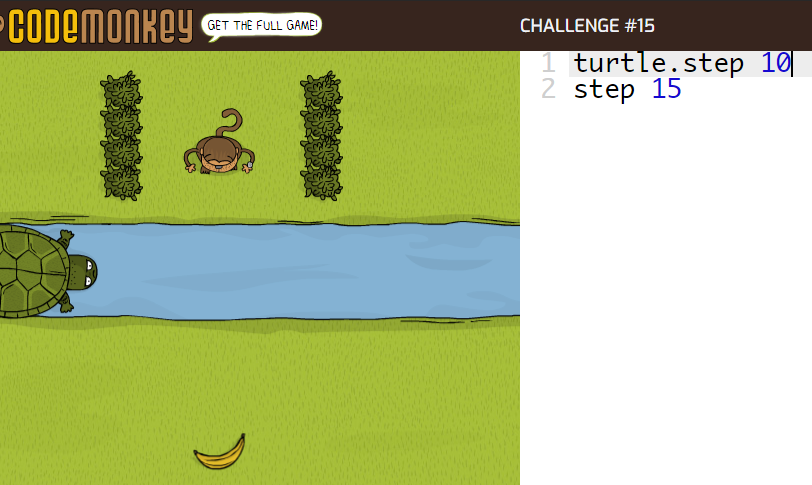 CODEMONKEY
GET THE FULL GAME!
CHALLENGE #15
1 turtle.step 10
2 step 15